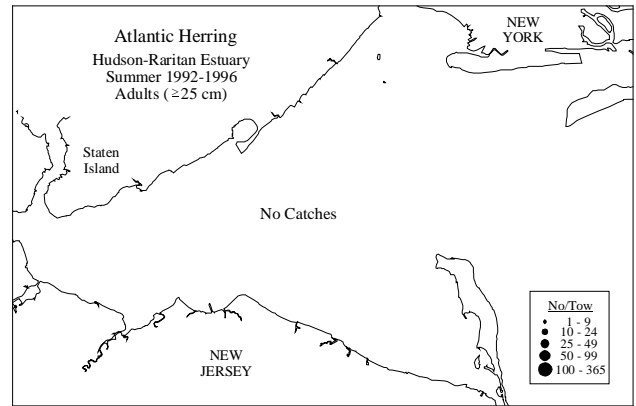 Atlantic Herring
Hudson-Raritan Estuary
Summer 1992-1996
Adults (≥25 cm)
NEW
YORK
Staten
Island
No Catches
NEW
JERSEY
No/Tow
1 - 9
10 - 24
25 - 49
50 - 99
100 - 365